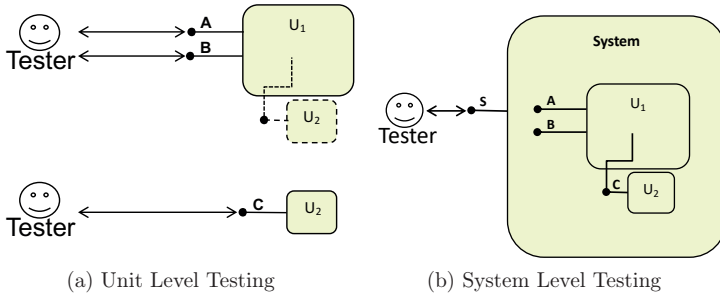 A
B
U1
Tester
U2
Tester
C
U2
(a) Unit Level Testing
System
S
Tester
A
B
U1
C
U2
(b) System Level Testing